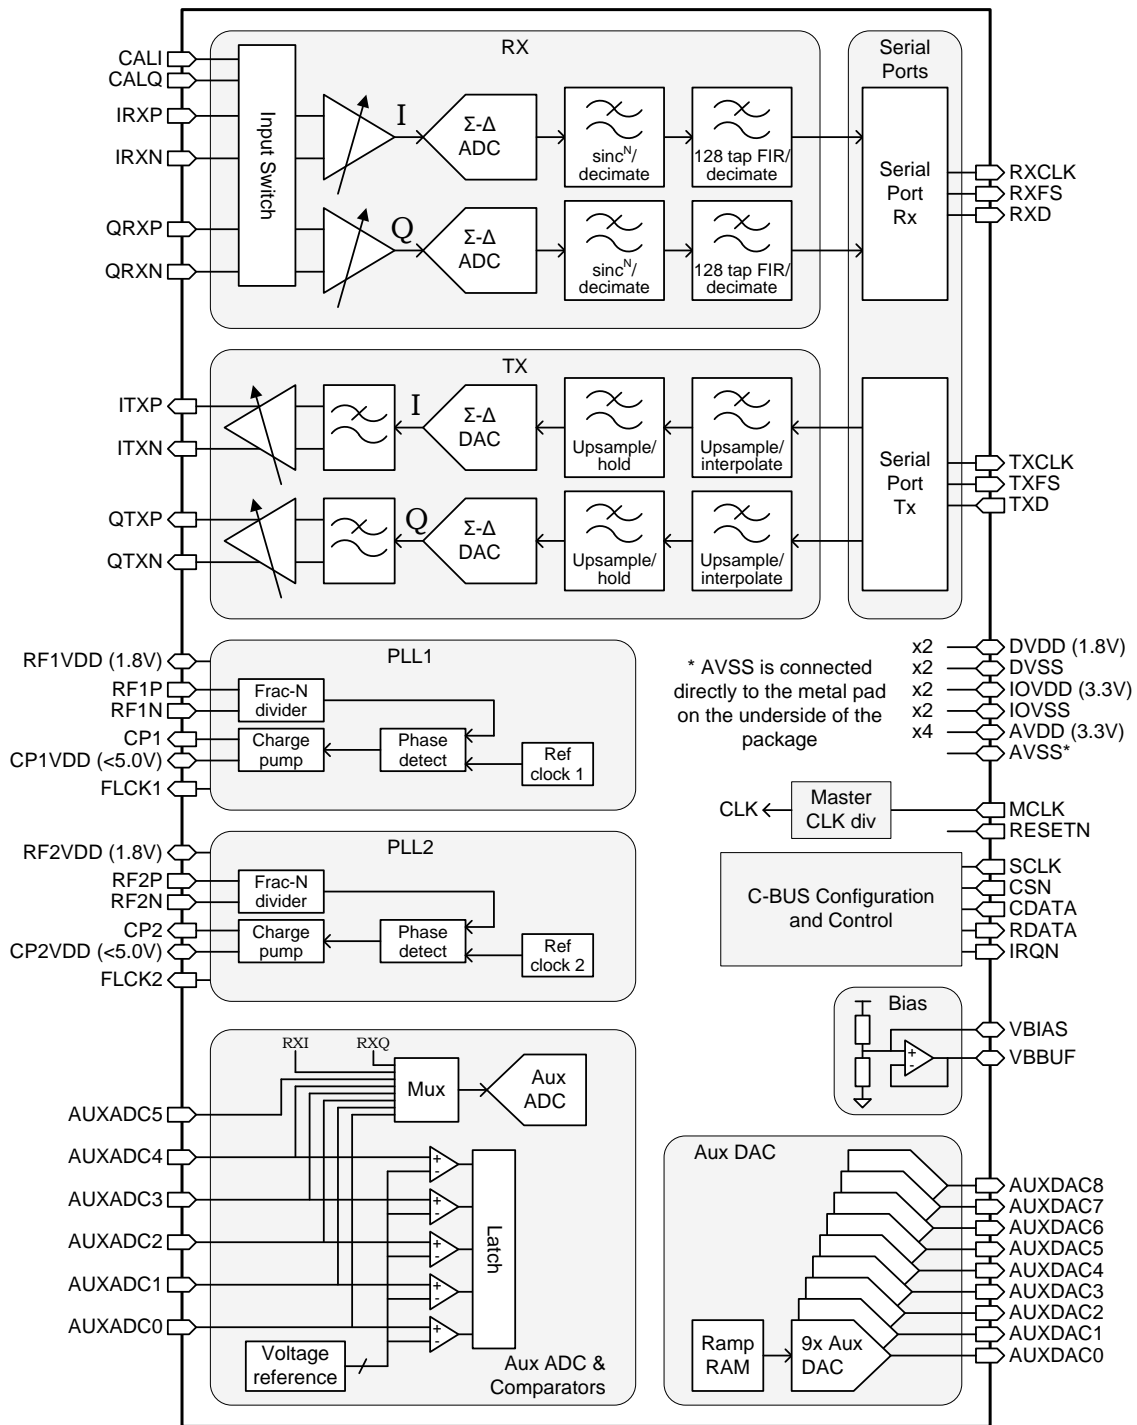 RX
Serial
Ports
CALI
CALQ
IRXP
IRXN
QRXP
QRXN
Input Switch
I
Σ-Δ
ADC
sincᴺ/
decimate
128 tap FIR/
decimate
Q
Σ-Δ
ADC
sincᴺ/
decimate
128 tap FIR/
decimate
Serial
Port
Rx
RXCLK
RXFS
RXD
TX
ITXP
ITXN
QTXP
QTXN
I
Σ-Δ
DAC
Upsample/
hold
Upsample/
interpolate
Q
Σ-Δ
DAC
Upsample/
hold
Upsample/
interpolate
Serial
Port
Tx
TXCLK
TXFS
TXD
PLL1
RF1VDD (1.8V)
RF1P
RF1N
CP1
CP1VDD (<5.0V)
FLCK1
Frac-N
divider
Charge
pump
Phase
detect
Ref
clock 1
* AVSS is connected
directly to the metal pad
on the underside of the
package
x2
x2
x2
x2
x4
DVDD (1.8V)
DVSS
IOVDD (3.3V)
IOVSS
AVDD (3.3V)
AVSS*
CLK
Master
CLK div
MCLK
RESETN
PLL2
RF2VDD (1.8V)
RF2P
RF2N
CP2
CP2VDD (<5.0V)
FLCK2
Frac-N
divider
Charge
pump
Phase
detect
Ref
clock 2
C-BUS Configuration
and Control
SCLK
CSN
CDATA
RDATA
IRQN
Bias
+
-
VBIAS
VBBUF
RXI
RXQ
Mux
Aux
ADC
AUXADC5
AUXADC4
AUXADC3
AUXADC2
AUXADC1
AUXADC0
+
-
+
-
+
-
+
-
+
-
Latch
Voltage
reference
Aux ADC &
Comparators
Aux DAC
Ramp
RAM
9x Aux
DAC
AUXDAC8
AUXDAC7
AUXDAC6
AUXDAC5
AUXDAC4
AUXDAC3
AUXDAC2
AUXDAC1
AUXDAC0